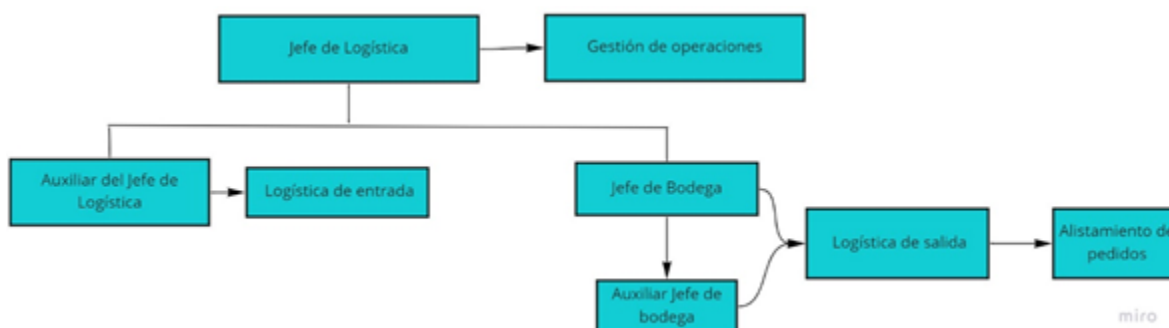 Jefe de Logística
Gestión de operaciones
Auxiliar del Jefe de
Logística
Logística de entrada
Jefe de Bodega
Logística de salida
Alistamiento de
pedidos
Auxiliar Jefe de
bodega
miro